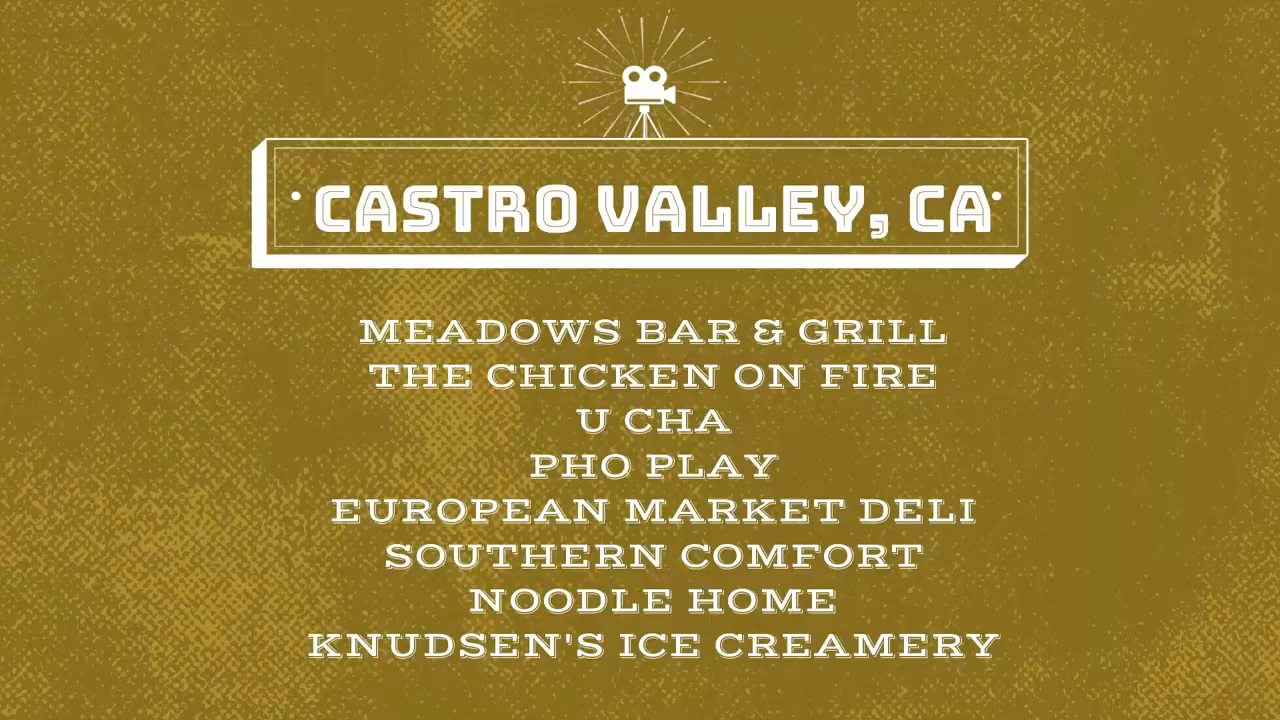 CASTRO VALLEY, CA
MEADOWS BAR & GRILL
THE CHICKEN ON FIRE
U CHA
PHO PLAY
EUROPEAN MARKET DELI
SOUTHERN COMFORT
NOODLE HOME
KNUDSEN'S ICE CREAMERY